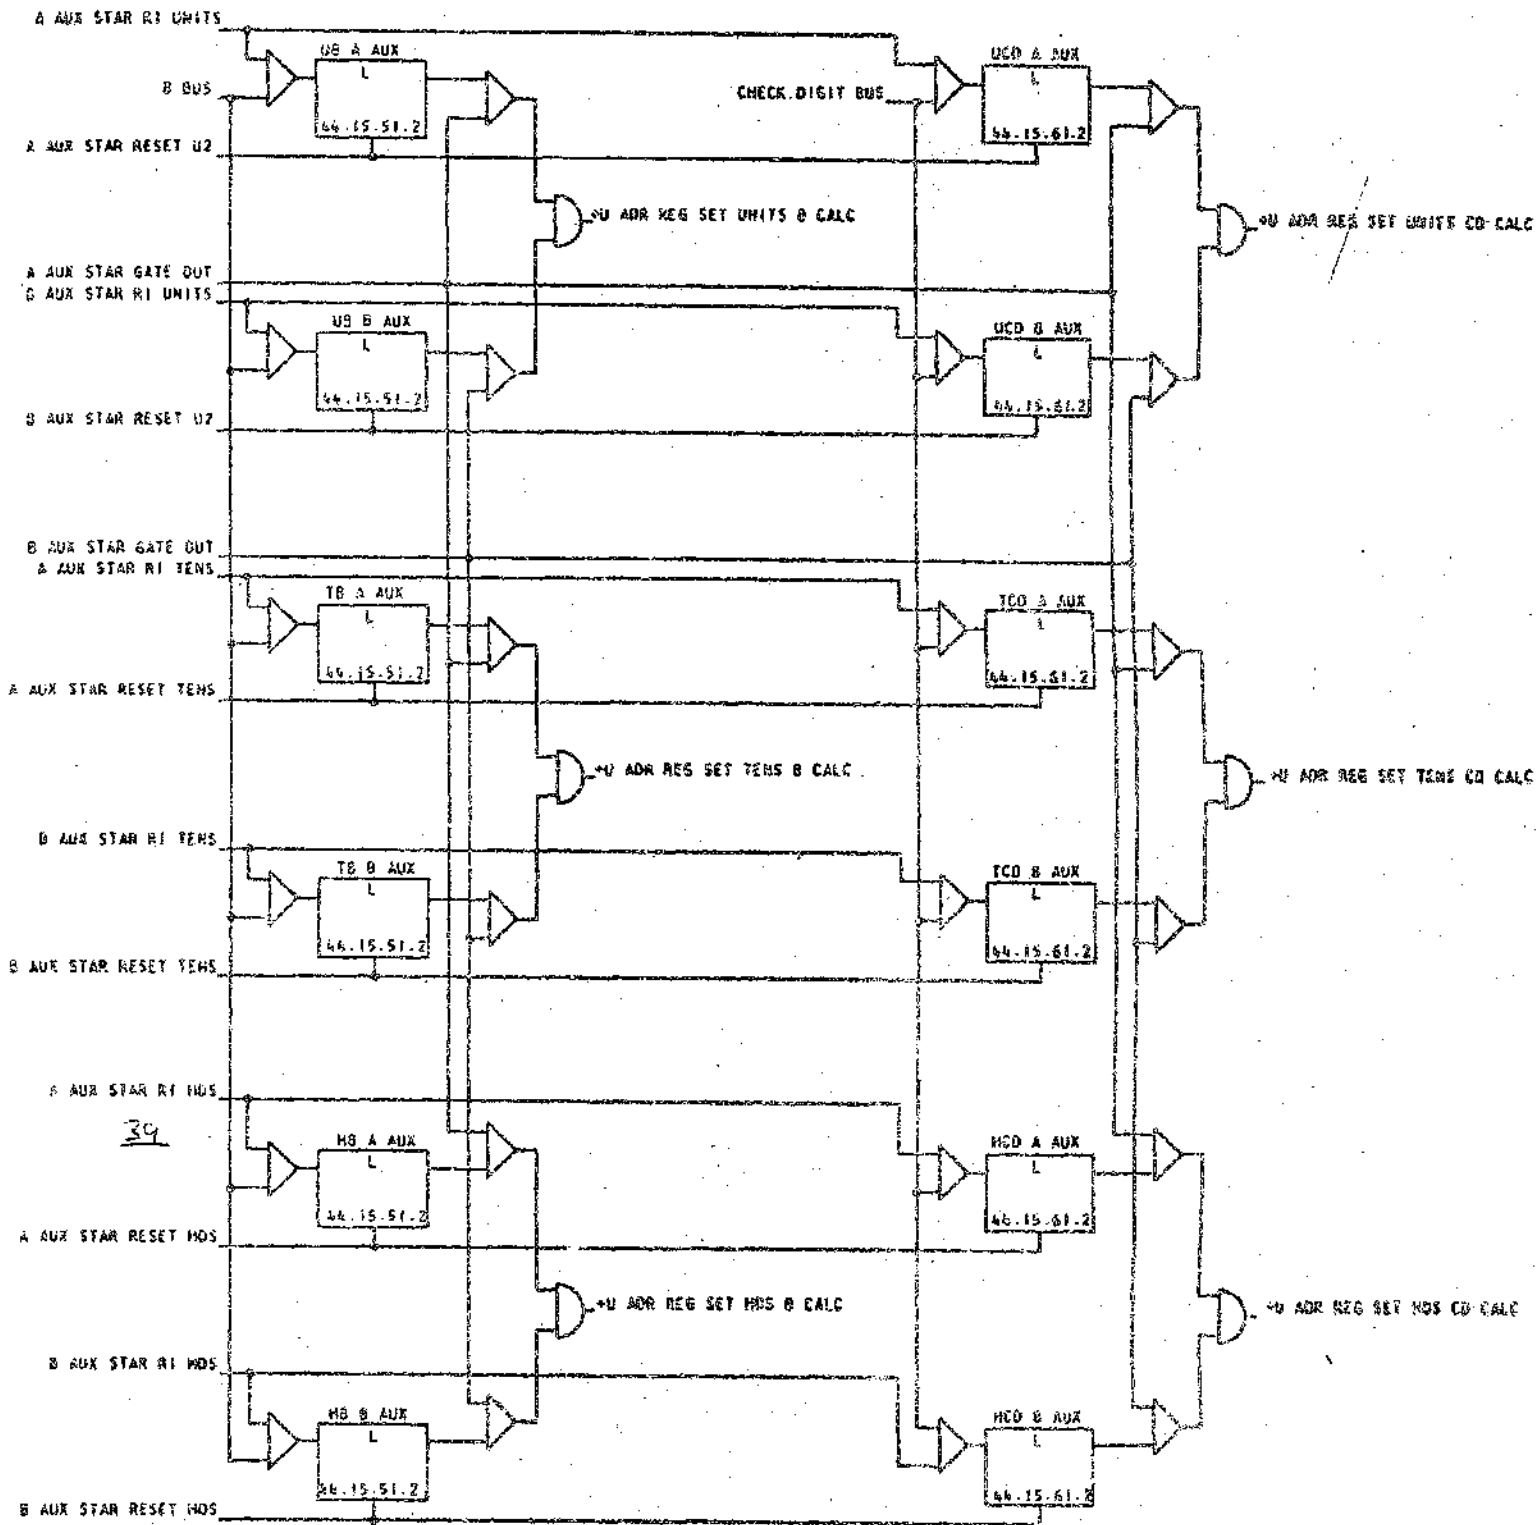 A AUX STAR RI UNITS
UB A AUX
L
44.15.51.2
B BUS
A AUX STAR RESET U2
CHECK DIGIT BUS
UCD A AUX
L
44.15.61.2
+U ADR REG SET UNITS B CALC
+U ADR REG SET UNITS CD CALC
A AUX STAR GATE OUT
B AUX STAR RI UNITS
UB B AUX
L
44.15.51.2
UCD B AUX
L
44.15.61.2
B AUX STAR RESET U2
B AUX STAR GATE OUT
A AUX STAR RI TENS
TB A AUX
L
44.15.51.2
TCD A AUX
L
44.15.61.2
A AUX STAR RESET TENS
+U ADR REG SET TENS B CALC
+U ADR REG SET TENS CD CALC
B AUX STAR RI TENS
TB B AUX
L
44.15.51.2
TCD B AUX
L
44.15.61.2
B AUX STAR RESET TENS
A AUX STAR RI HDS
39
HB A AUX
L
44.15.51.2
HCD A AUX
L
44.15.61.2
A AUX STAR RESET HDS
+U ADR REG SET HDS B CALC
+U ADR REG SET HDS CD CALC
B AUX STAR RI HDS
HB B AUX
L
44.15.51.2
HCD B AUX
L
44.15.61.2
B AUX STAR RESET HDS